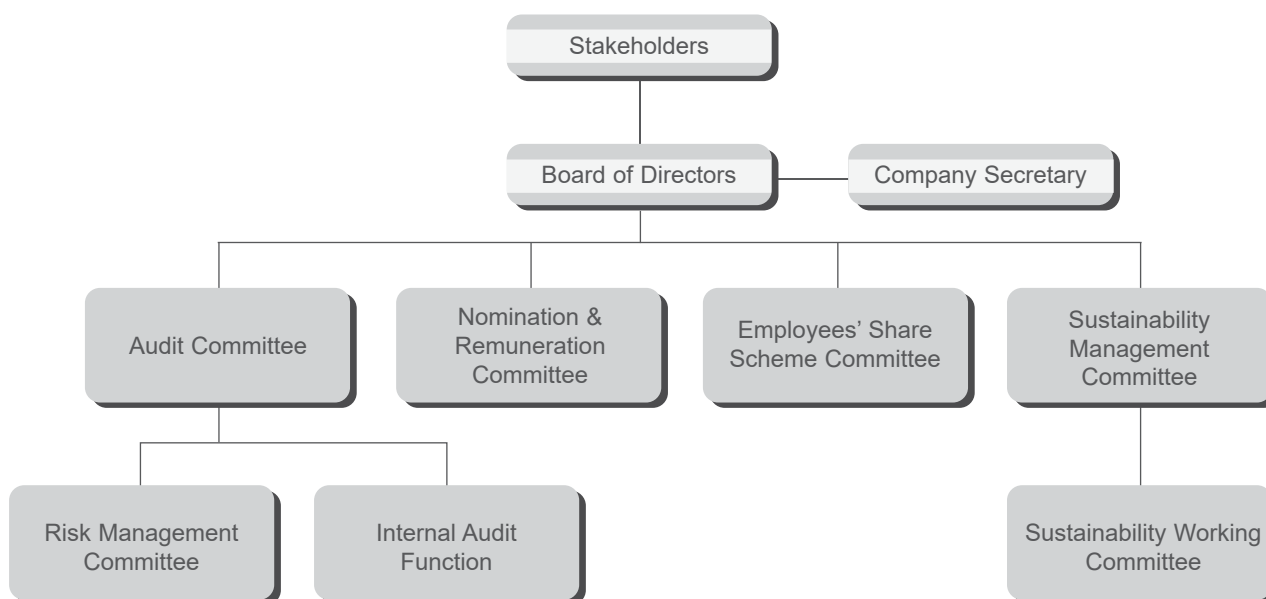 Stakeholders
Board of Directors
Company Secretary
Audit Committee
Nomination &
Remuneration
Committee
Employees’ Share
Scheme Committee
Sustainability
Management
Committee
Risk Management
Committee
Internal Audit
Function
Sustainability Working
Committee